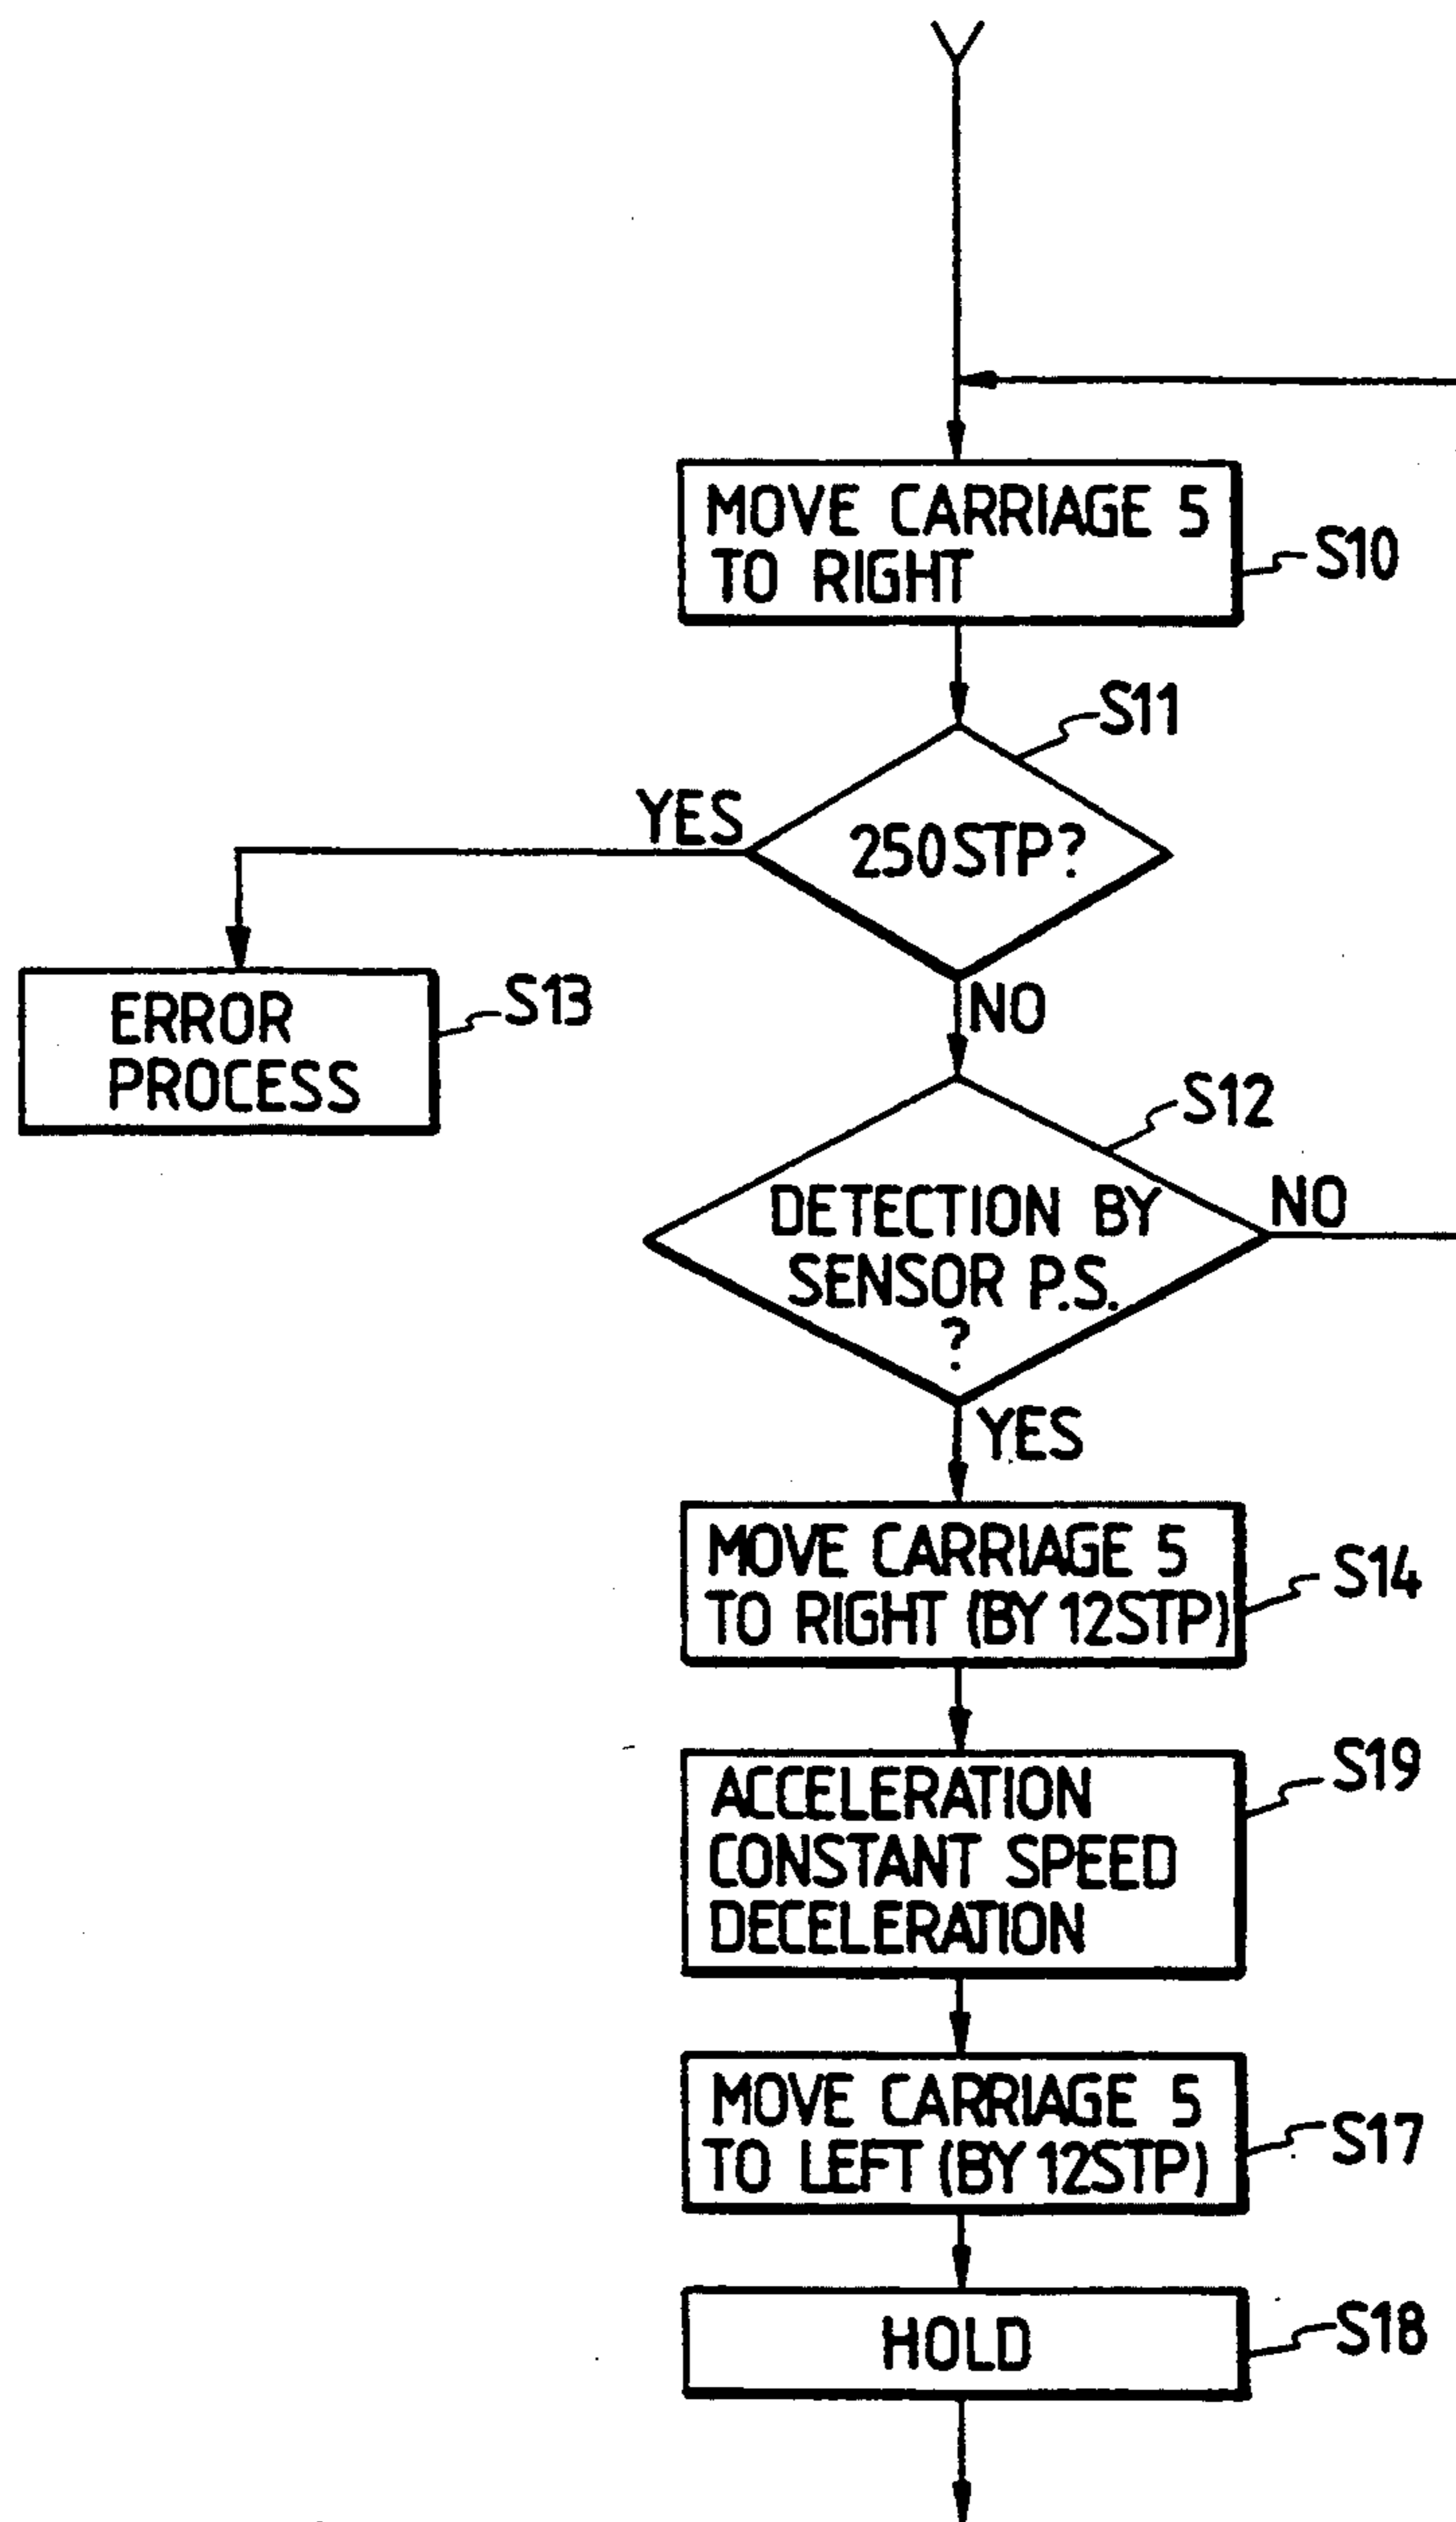 MOVE CARRIAGE 5
TO RIGHT
S10
S11
YES
250STP?
ERROR
PROCESS
S13
NO
S12
DETECTION BY
SENSOR P.S.
?
NO
YES
MOVE CARRIAGE 5
TO RIGHT (BY 12STP)
S14
ACCELERATION
CONSTANT SPEED
DECELERATION
S19
MOVE CARRIAGE 5
TO LEFT (BY 12STP)
S17
HOLD
S18